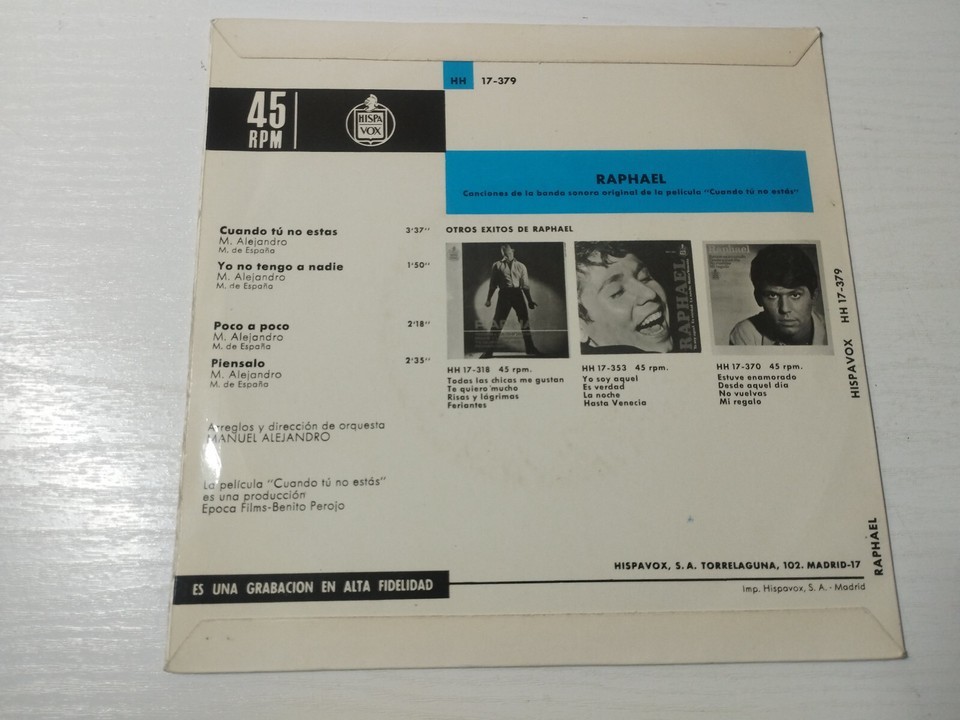 HH 17-379
45 RPM
HISPA VOX
RAPHAEL
Canciones de la banda sonora original de la película "Cuando tú no estás"
Cuando tú no estas 3'37''
M. Alejandro
M. de España
Yo no tengo a nadie 1'50''
M. Alejandro
M. de España
Poco a poco 2'18''
M. Alejandro
M. de España
Piensalo 2'35''
M. Alejandro
M. de España
Arreglos y dirección de orquesta
MANUEL ALEJANDRO
La película "Cuando tú no estás"
es una producción
Epoca Films-Benito Perojo
OTROS EXITOS DE RAPHAEL
RAPHAEL
Raphael
HH 17-318 45 rpm.
Todas las chicas me gustan
Te quiero mucho
Risas y lágrimas
Feriantes
HH 17-353 45 rpm.
Yo soy aquel
Es verdad
La noche
Hasta Venecia
HH 17-370 45 rpm.
Estuve enamorado
Desde aquel dia
No vuelvas
Mi regalo
RAPHAEL HISPAVOX HH 17-379
HISPAVOX, S. A. TORRELAGUNA, 102. MADRID-17
ES UNA GRABACION EN ALTA FIDELIDAD
Imp. Hispavox, S. A. - Madrid